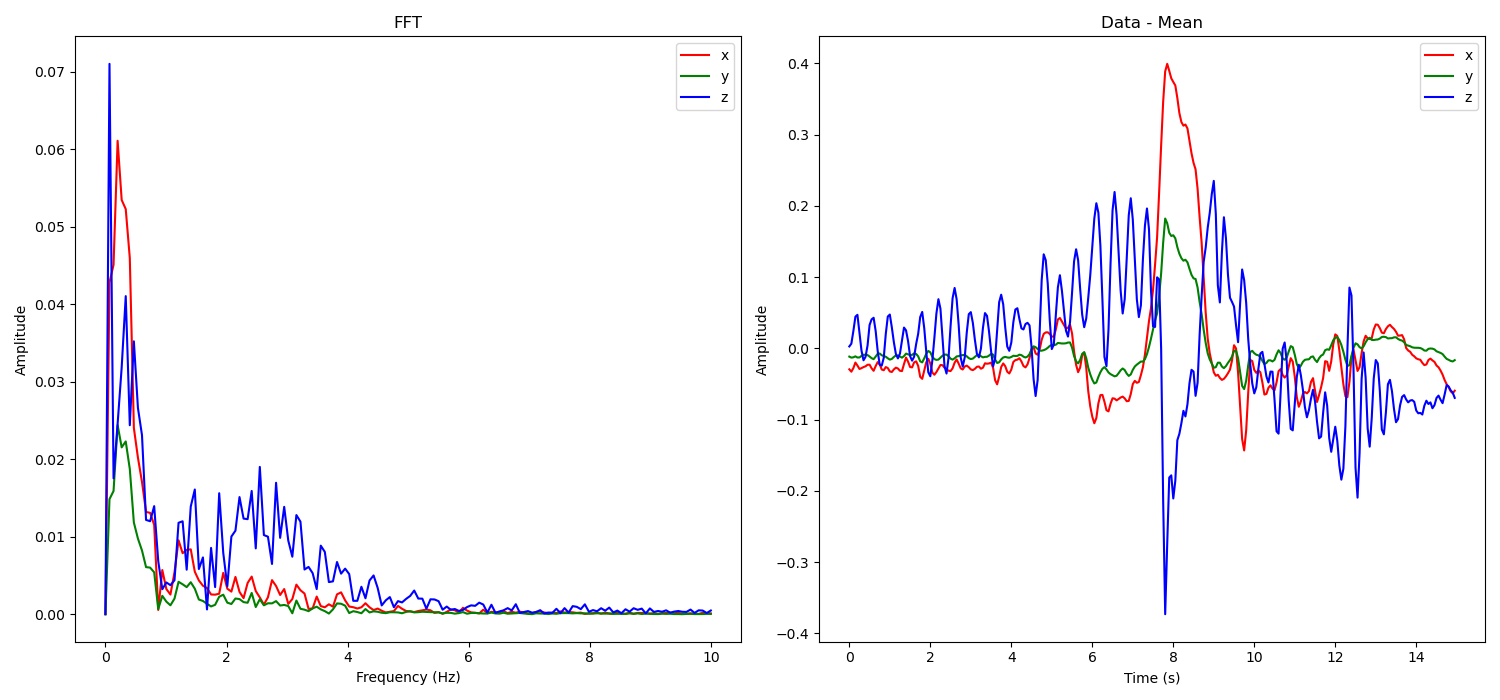 FFT
Amplitude
0.07
0.06
0.05
0.04
0.03
0.02
0.01
0.00
0 2 4 6 8 10
Frequency (Hz)
x
y
z
Data - Mean
Amplitude
0.4
0.3
0.2
0.1
0.0
−0.1
−0.2
−0.3
−0.4
0 2 4 6 8 10 12 14
Time (s)
x
y
z